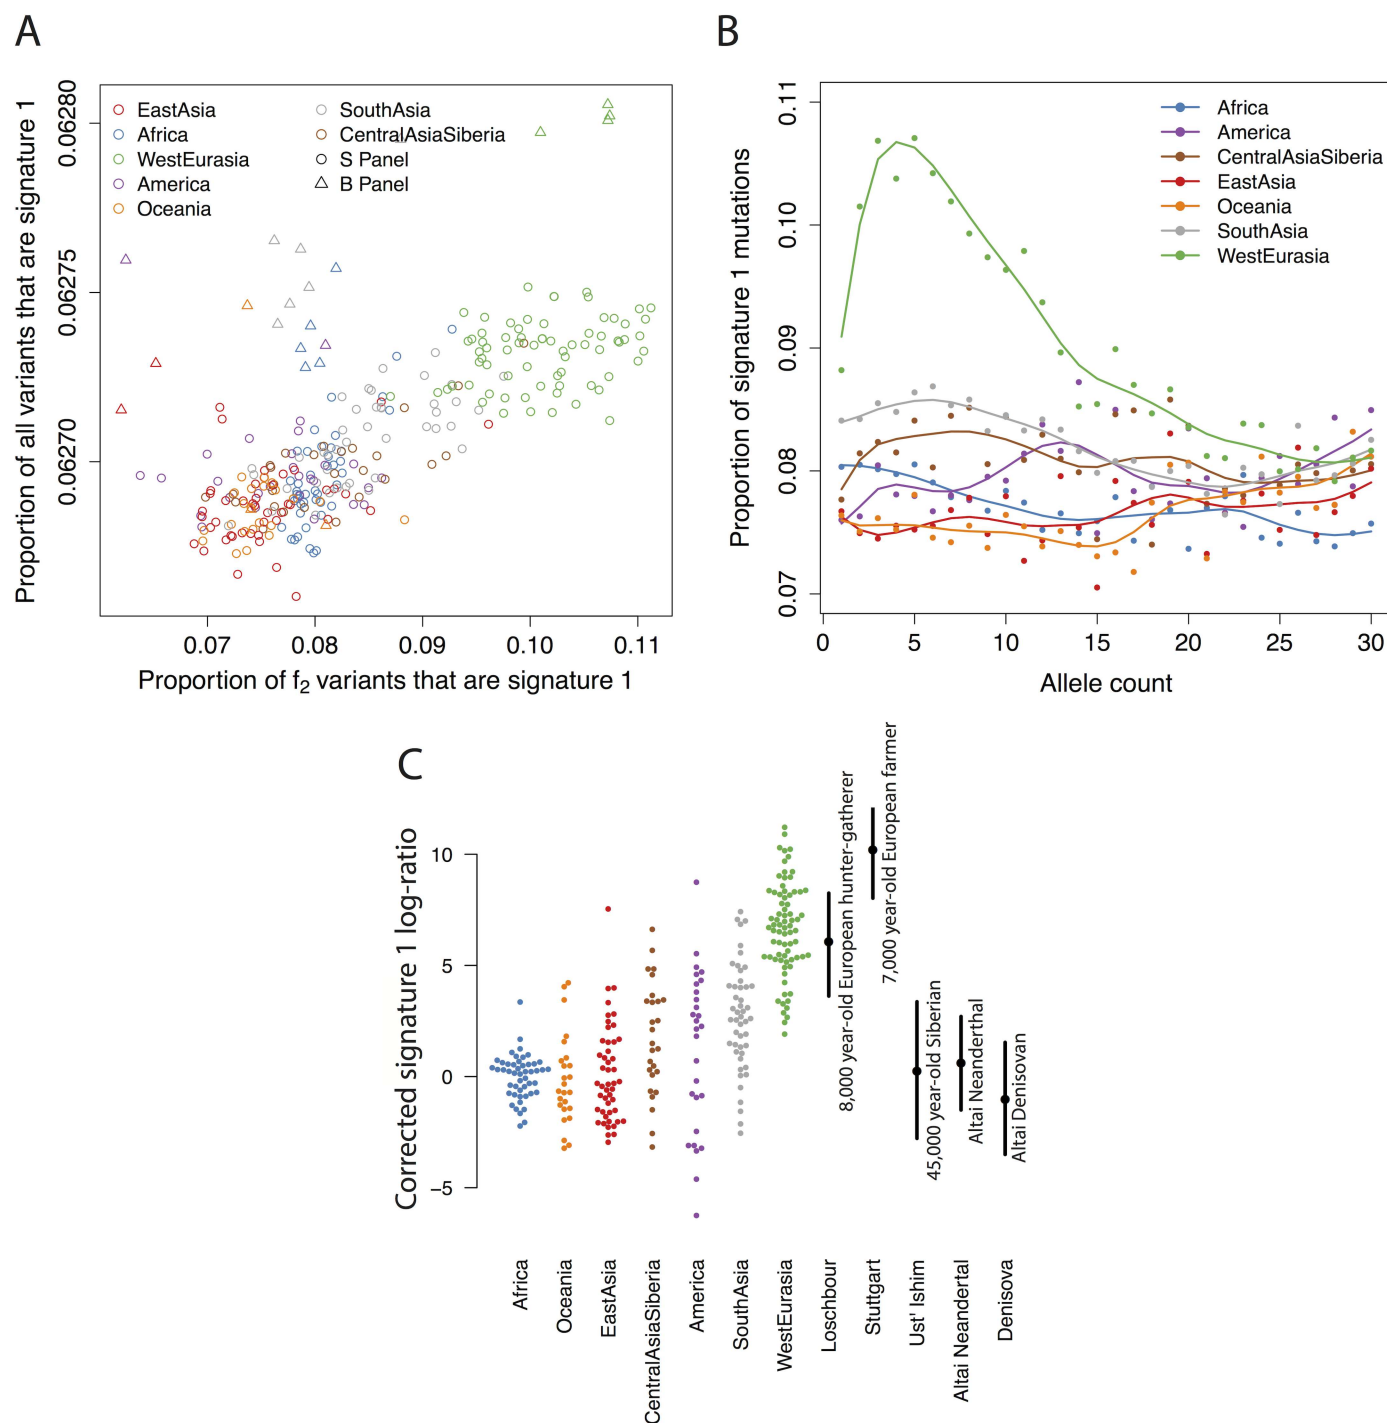 A
Proportion of all variants that are signature 1
0.06280
0.06275
0.06270
EastAsia
Africa
WestEurasia
America
Oceania
SouthAsia
CentralAsiaSiberia
S Panel
B Panel
0.07
0.08
0.09
0.10
0.11
Proportion of f2 variants that are signature 1
B
Proportion of signature 1 mutations
0.11
0.10
0.09
0.08
0.07
Africa
America
CentralAsiaSiberia
EastAsia
Oceania
SouthAsia
WestEurasia
0
5
10
15
20
25
30
Allele count
C
Corrected signature 1 log-ratio
10
5
0
−5
8,000 year-old European hunter-gatherer
7,000 year-old European farmer
45,000 year-old Siberian
Altai Neanderthal
Altai Denisovan
Africa
Oceania
EastAsia
CentralAsiaSiberia
America
SouthAsia
WestEurasia
Loschbour
Stuttgart
Ust' Ishim
Altai Neandertal
Denisova